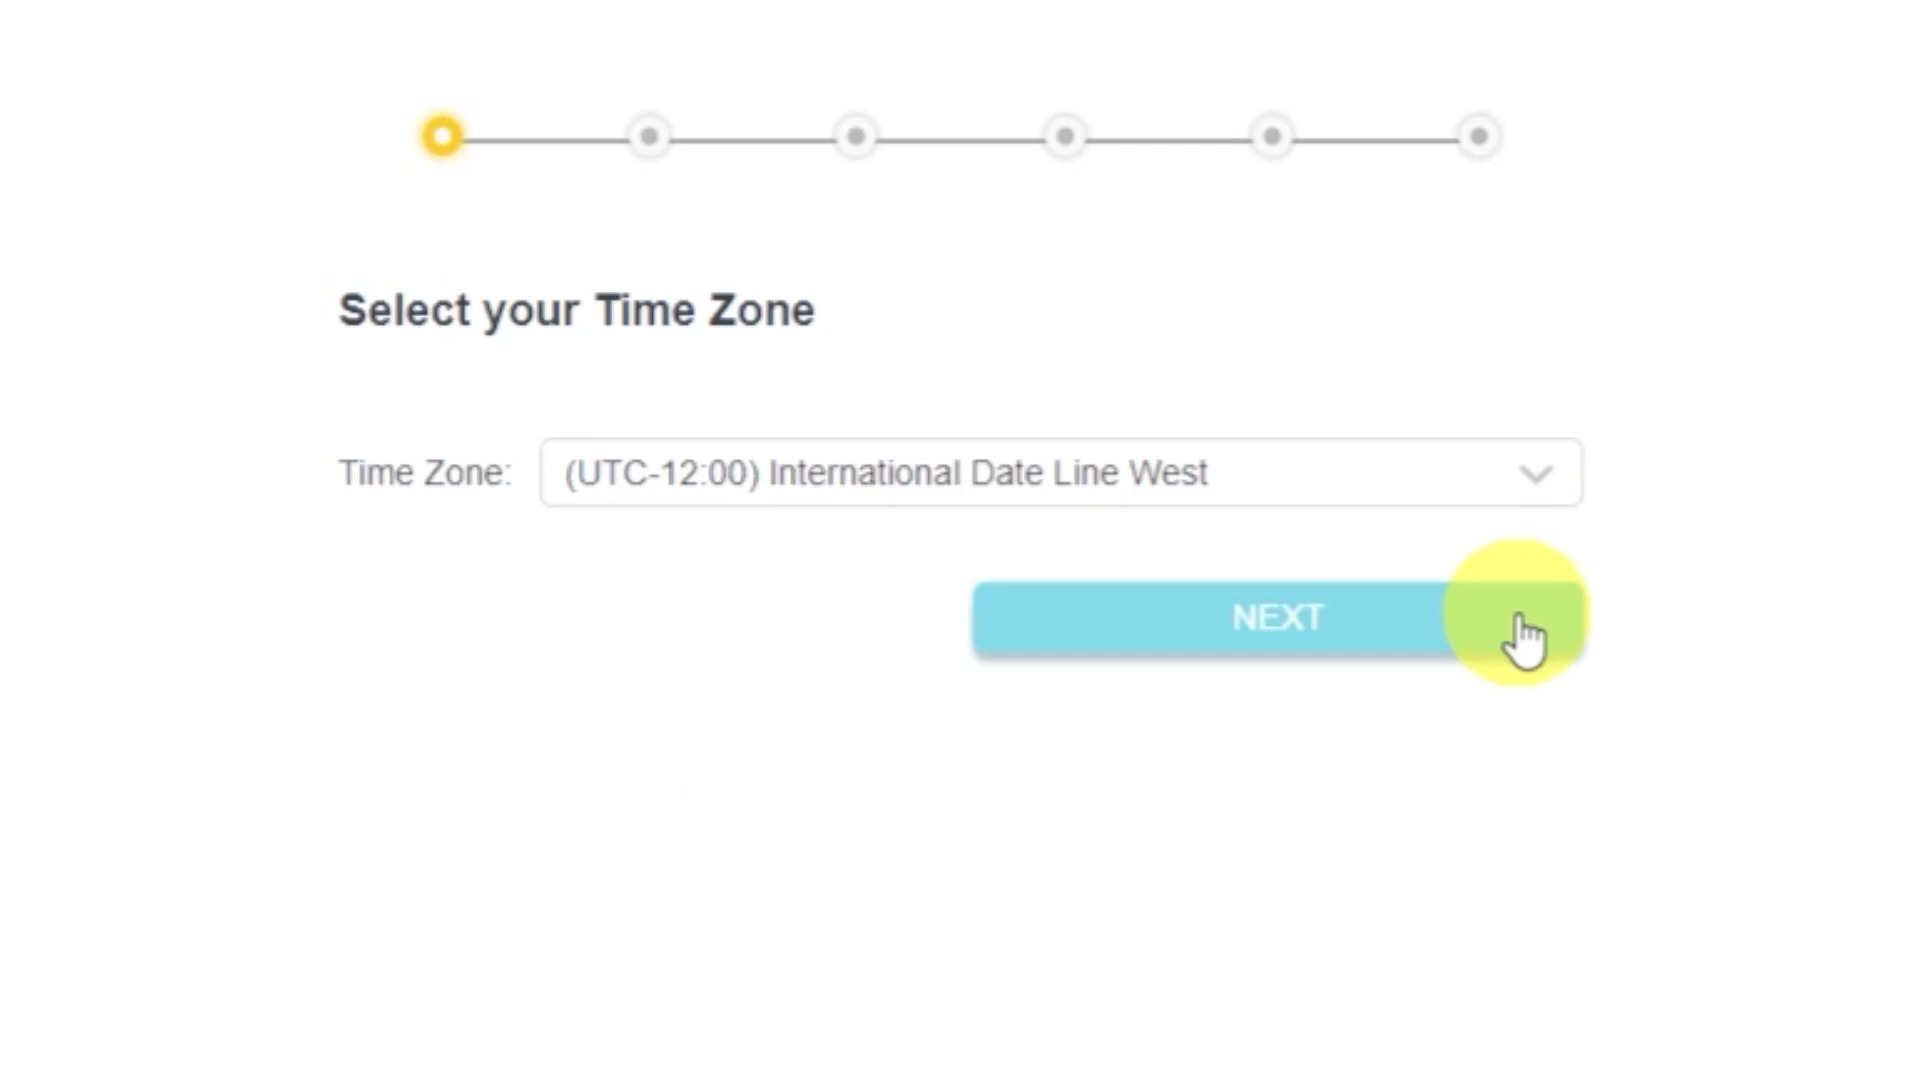 Select your Time Zone
Time Zone: (UTC-12:00) International Date Line West
NEXT